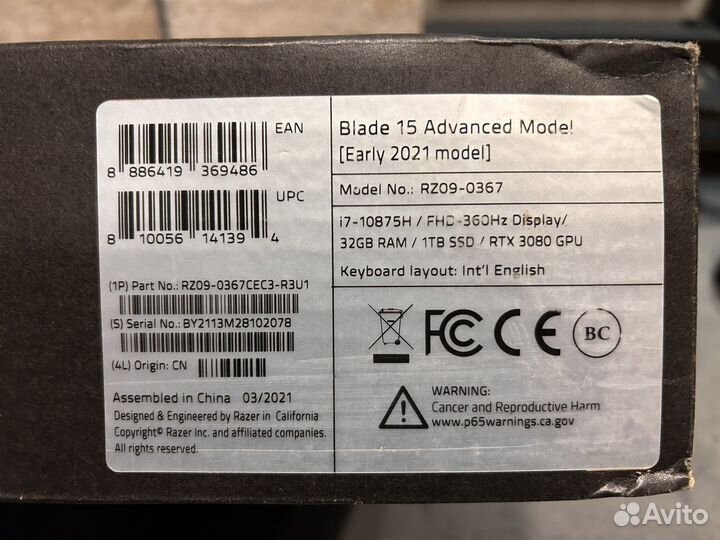 EAN
8 886419 369486
UPC
8 10056 14139 4
(1P) Part No.: RZ09-0367CEC3-R3U1
(S) Serial No.: BY2113M28102078
(4L) Origin: CN
Assembled in China 03/2021
Designed & Engineered by Razer in California
Copyright© Razer Inc. and affiliated companies.
All rights reserved.
Blade 15 Advanced Model
[Early 2021 model]
Model No.: RZ09-0367
i7-10875H / FHD-360Hz Display/
32GB RAM / 1TB SSD / RTX 3080 GPU
Keyboard layout: Int'l English
FC CE BC
WARNING:
Cancer and Reproductive Harm
www.p65warnings.ca.gov
Avito